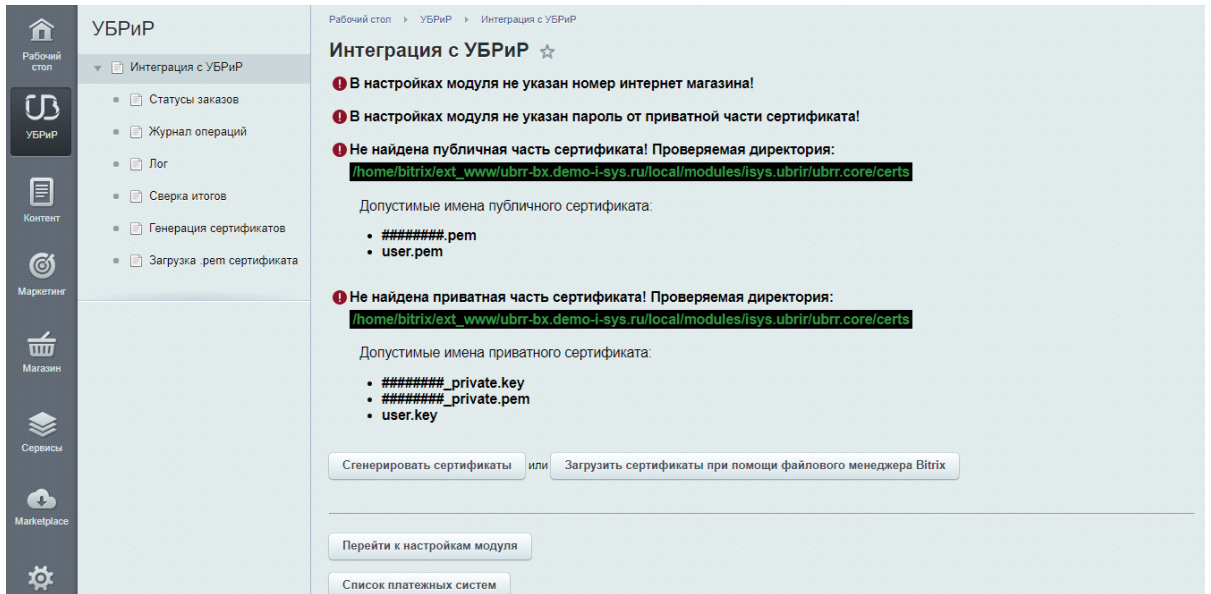 Рабочий стол
УБРиР
Контент
Маркетинг
Магазин
Сервисы
Marketplace
УБРиР
Интеграция с УБРиР
Статусы заказов
Журнал операций
Лог
Сверка итогов
Генерация сертификатов
Загрузка .pem сертификата
Рабочий стол УБРиР Интеграция с УБРиР
Интеграция с УБРиР
В настройках модуля не указан номер интернет магазина!
В настройках модуля не указан пароль от приватной части сертификата!
Не найдена публичная часть сертификата! Проверяемая директория:
/home/bitrix/ext_www/ubrr-bx.demo-i-sys.ru/local/modules/isys.ubrir/ubrr.core/certs
Допустимые имена публичного сертификата:
########.pem
user.pem
Не найдена приватная часть сертификата! Проверяемая директория:
/home/bitrix/ext_www/ubrr-bx.demo-i-sys.ru/local/modules/isys.ubrir/ubrr.core/certs
Допустимые имена приватного сертификата:
########_private.key
########_private.pem
user.key
Сгенерировать сертификаты или Загрузить сертификаты при помощи файлового менеджера Bitrix
Перейти к настройкам модуля
Список платежных систем